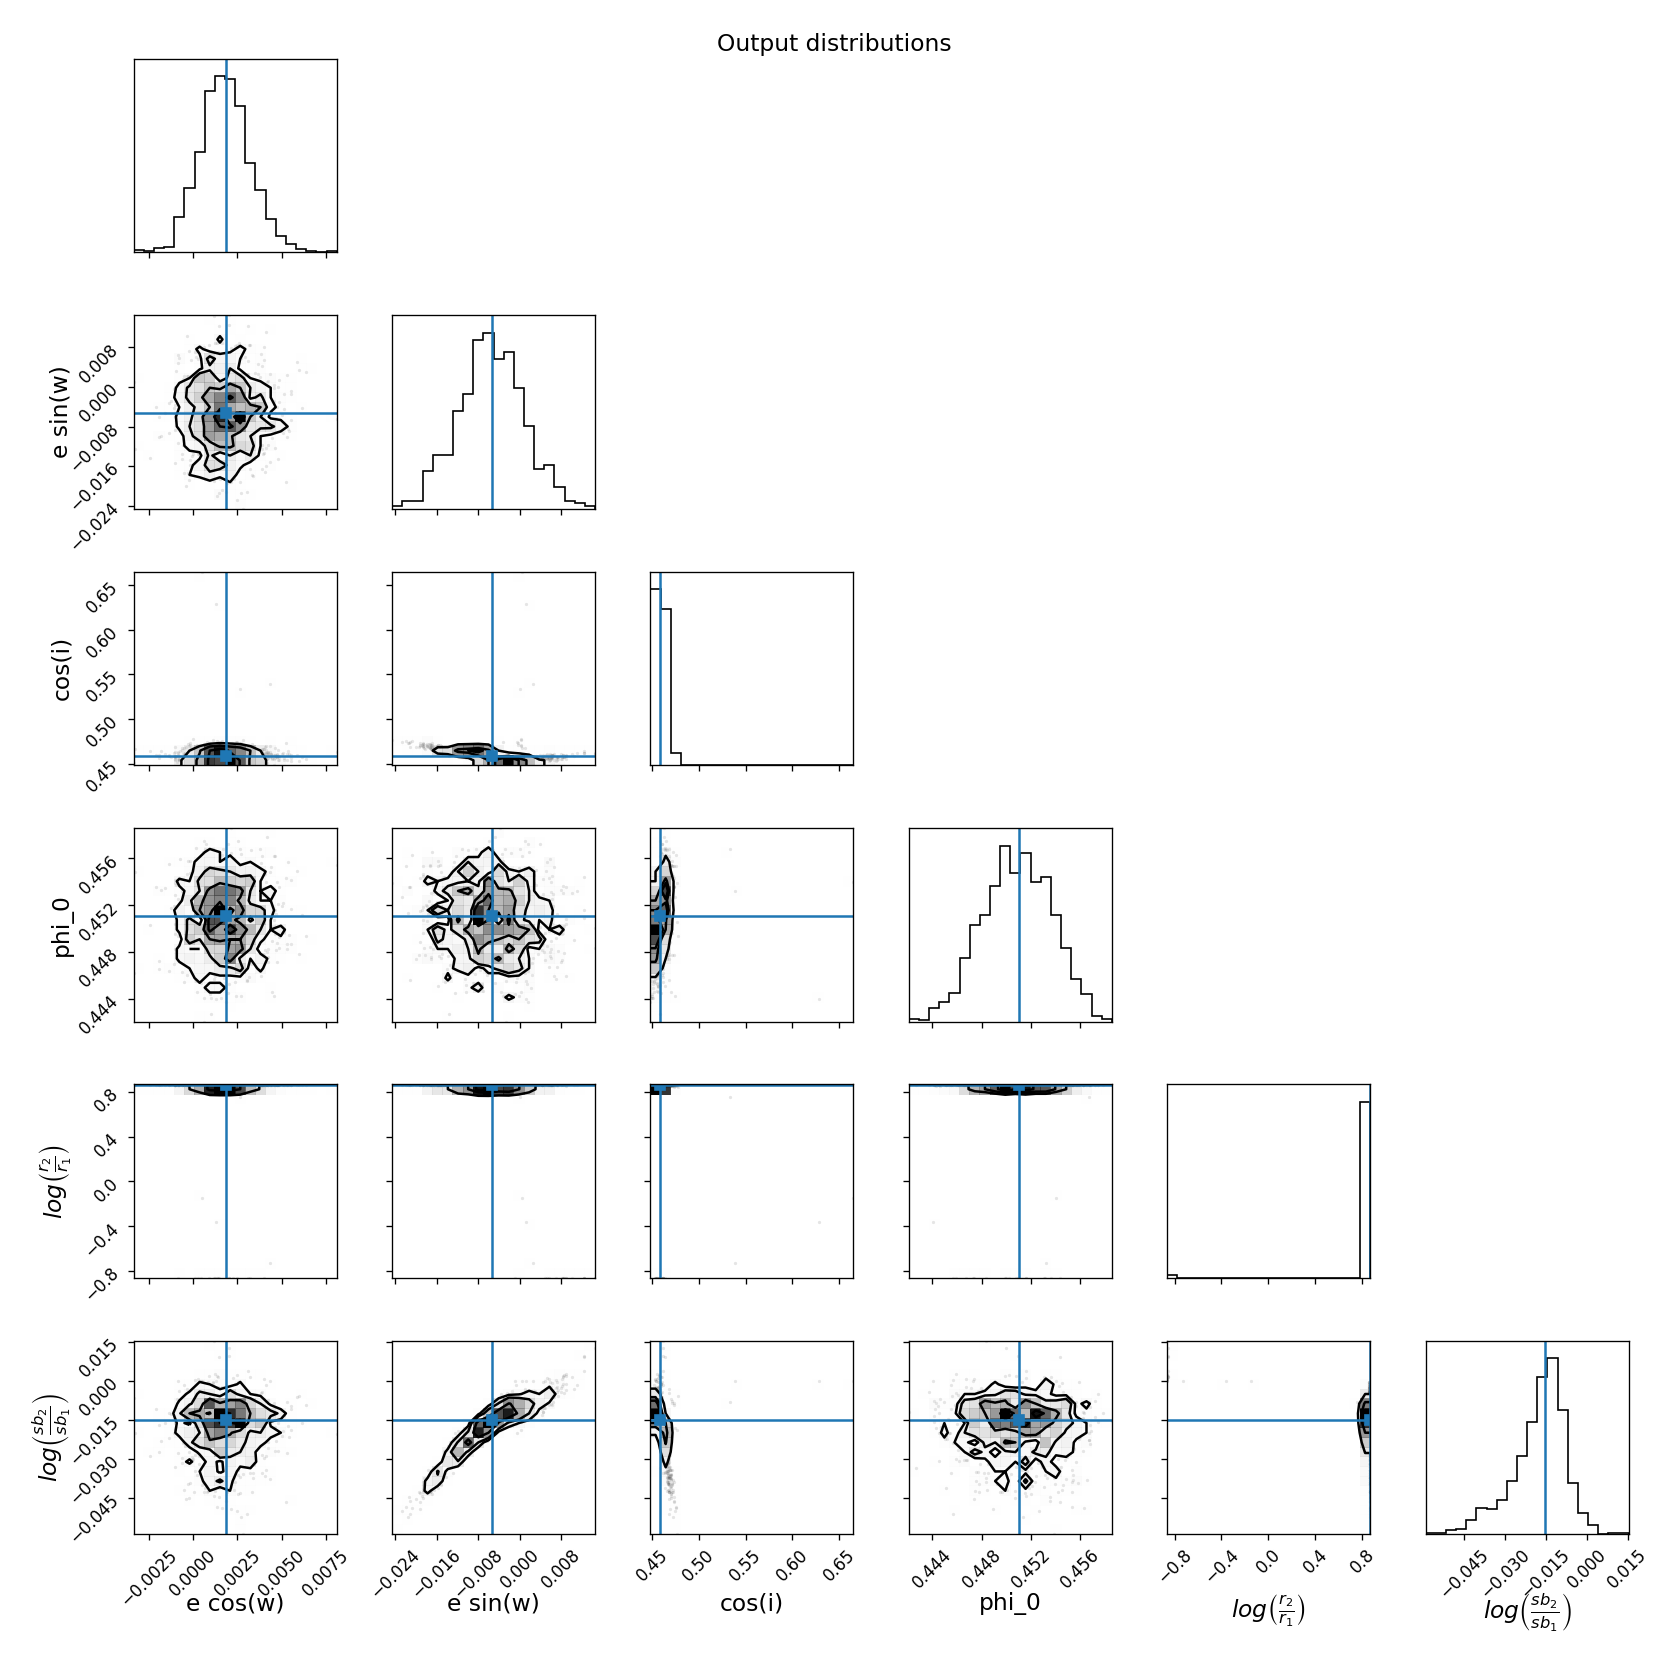 Output distributions
e sin(w)
0.008
0.000
−0.008
−0.016
−0.024
cos(i)
0.65
0.60
0.55
0.50
0.45
phi_0
0.456
0.452
0.448
0.444
log(r₂/r₁)
0.8
0.4
0.0
−0.4
−0.8
log(sb₂/sb₁)
0.015
0.000
−0.015
−0.030
−0.045
−0.0025 0.0000 0.0025 0.0050 0.0075
−0.024 −0.016 −0.008 0.000 0.008
0.45 0.50 0.55 0.60 0.65
0.444 0.448 0.452 0.456
−0.8 −0.4 0.0 0.4 0.8
−0.045 −0.030 −0.015 0.000 0.015
e cos(w) e sin(w) cos(i) phi_0 log(r₂/r₁) log(sb₂/sb₁)